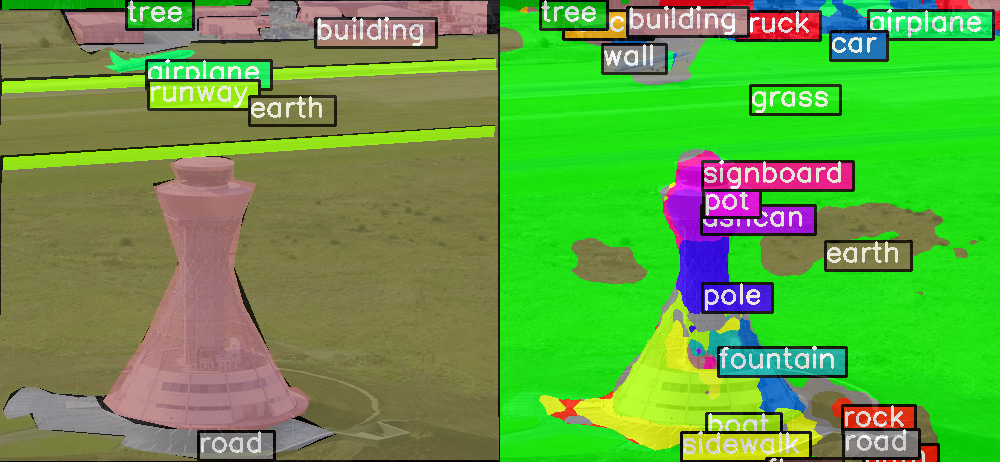 tree
building
airplane
runway
earth
road
tree
building
ruck
airplane
car
wall
grass
signboard
pot
ashcan
earth
pole
fountain
boat
rock
sidewalk
road